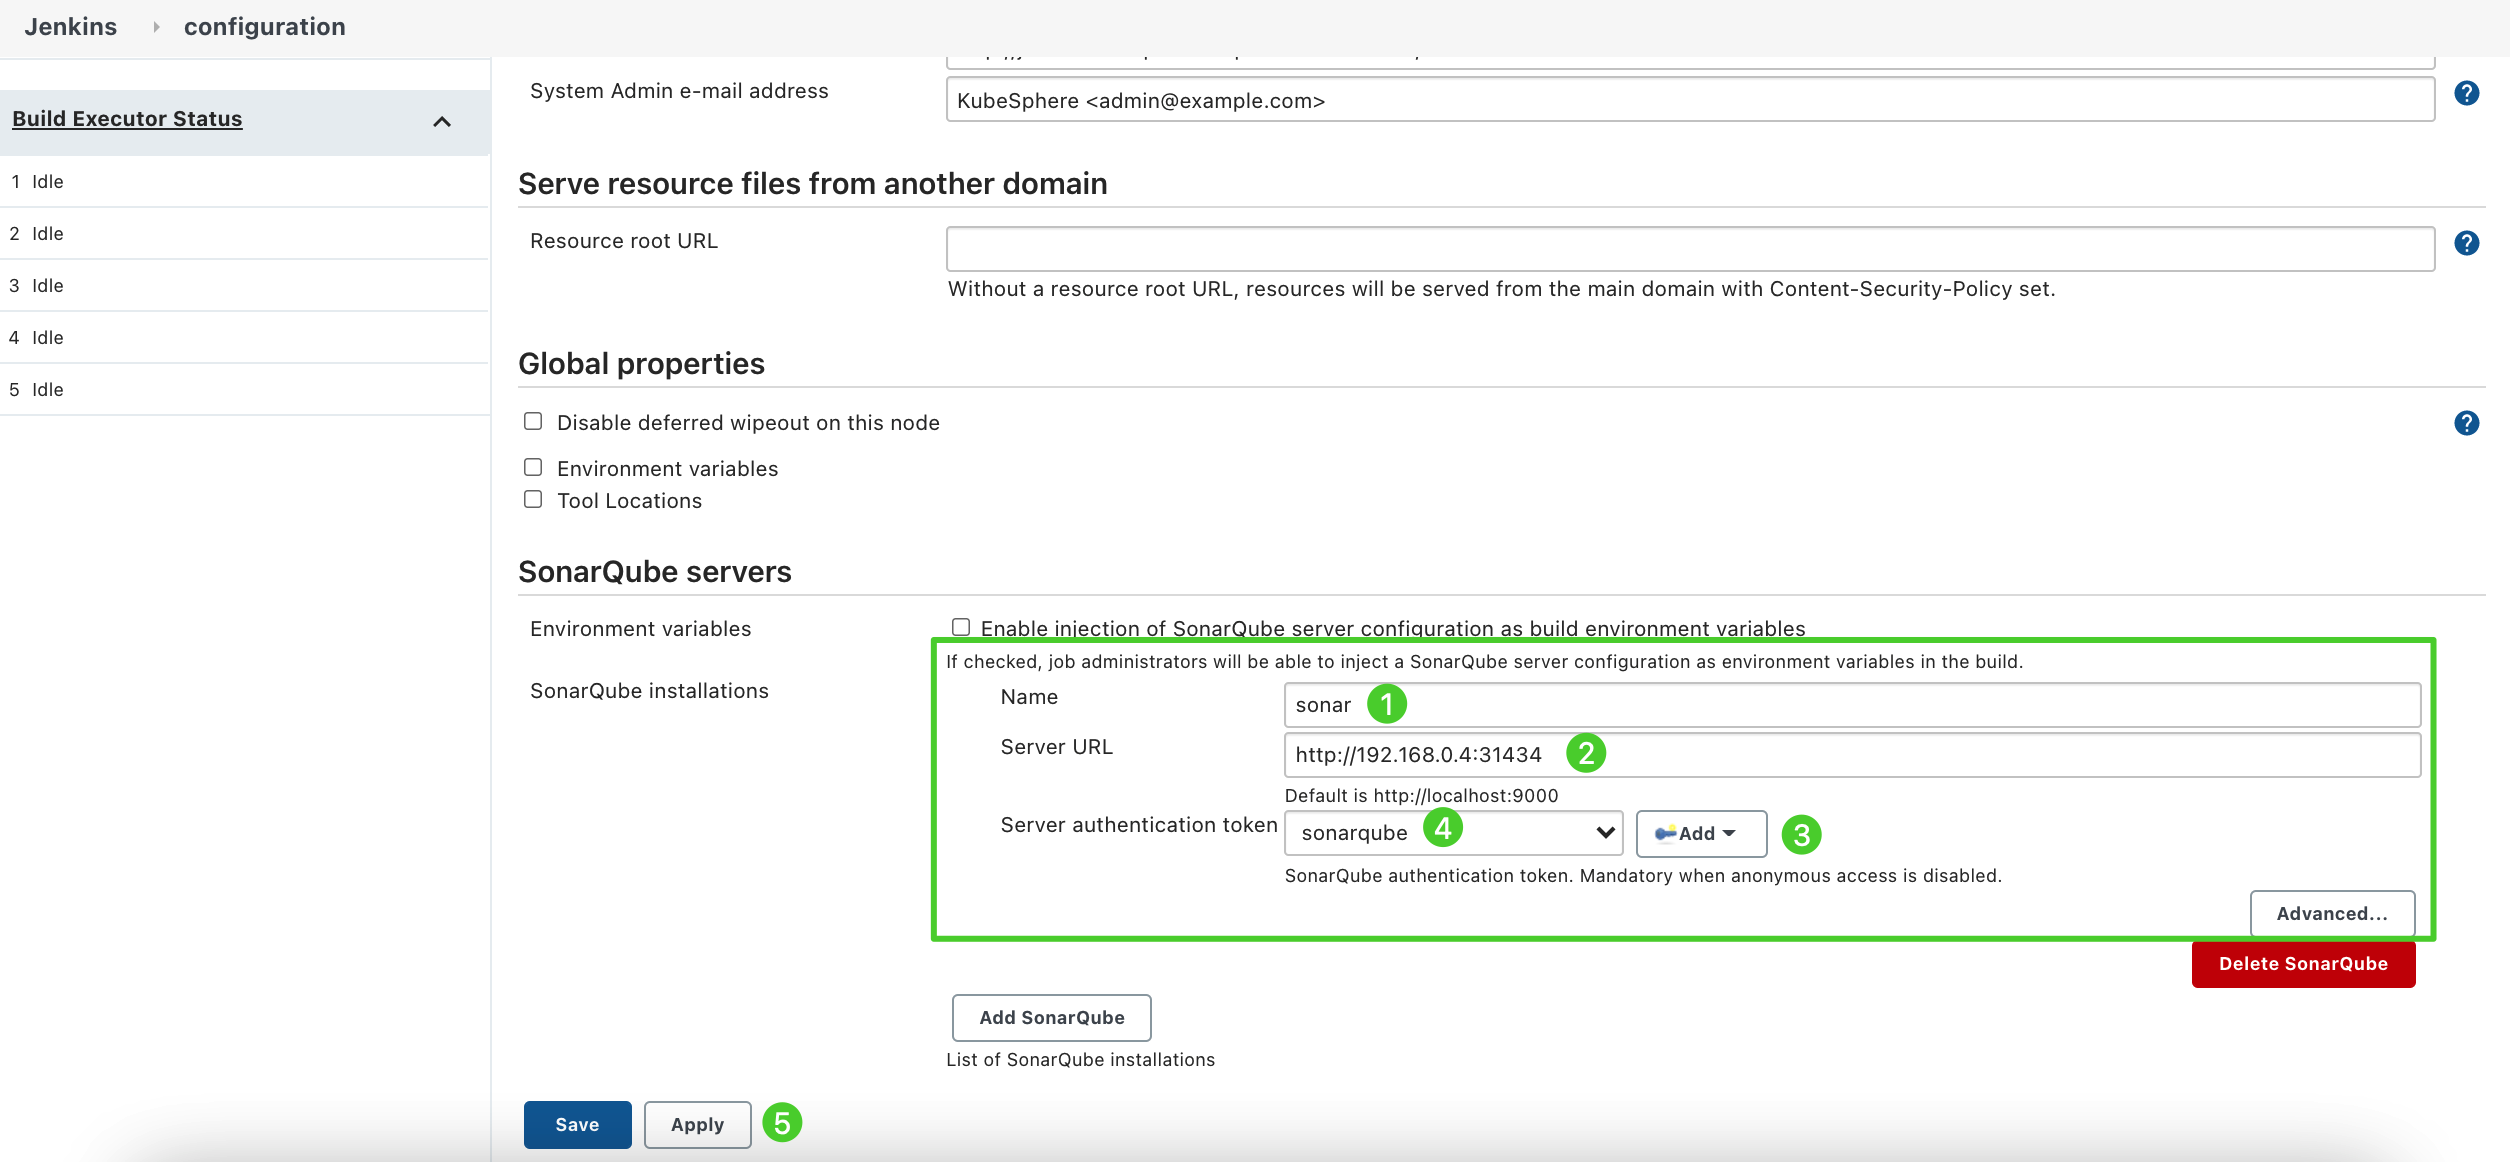 Jenkins configuration
Build Executor Status
1 Idle
2 Idle
3 Idle
4 Idle
5 Idle
System Admin e-mail address
KubeSphere <admin@example.com>
Serve resource files from another domain
Resource root URL
Without a resource root URL, resources will be served from the main domain with Content-Security-Policy set.
Global properties
Disable deferred wipeout on this node
Environment variables
Tool Locations
SonarQube servers
Environment variables
Enable injection of SonarQube server configuration as build environment variables
If checked, job administrators will be able to inject a SonarQube server configuration as environment variables in the build.
SonarQube installations
Name
sonar 1
Server URL
http://192.168.0.4:31434 2
Default is http://localhost:9000
Server authentication token
sonarqube 4
Add 3
SonarQube authentication token. Mandatory when anonymous access is disabled.
Advanced...
Delete SonarQube
Add SonarQube
List of SonarQube installations
Save Apply 5